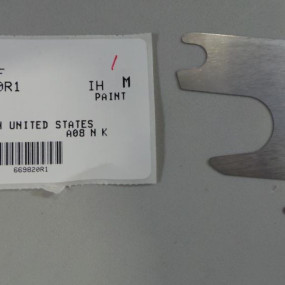 F
0R1 IH M
PAINT
H UNITED STATES
A08 N K
669820R1